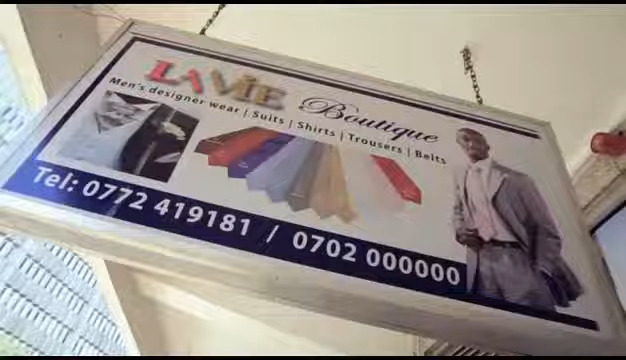 LAVIE Boutique
Men's designer wear | Suits | Shirts | Trousers | Belts
Tel: 0772 419181 / 0702 000000